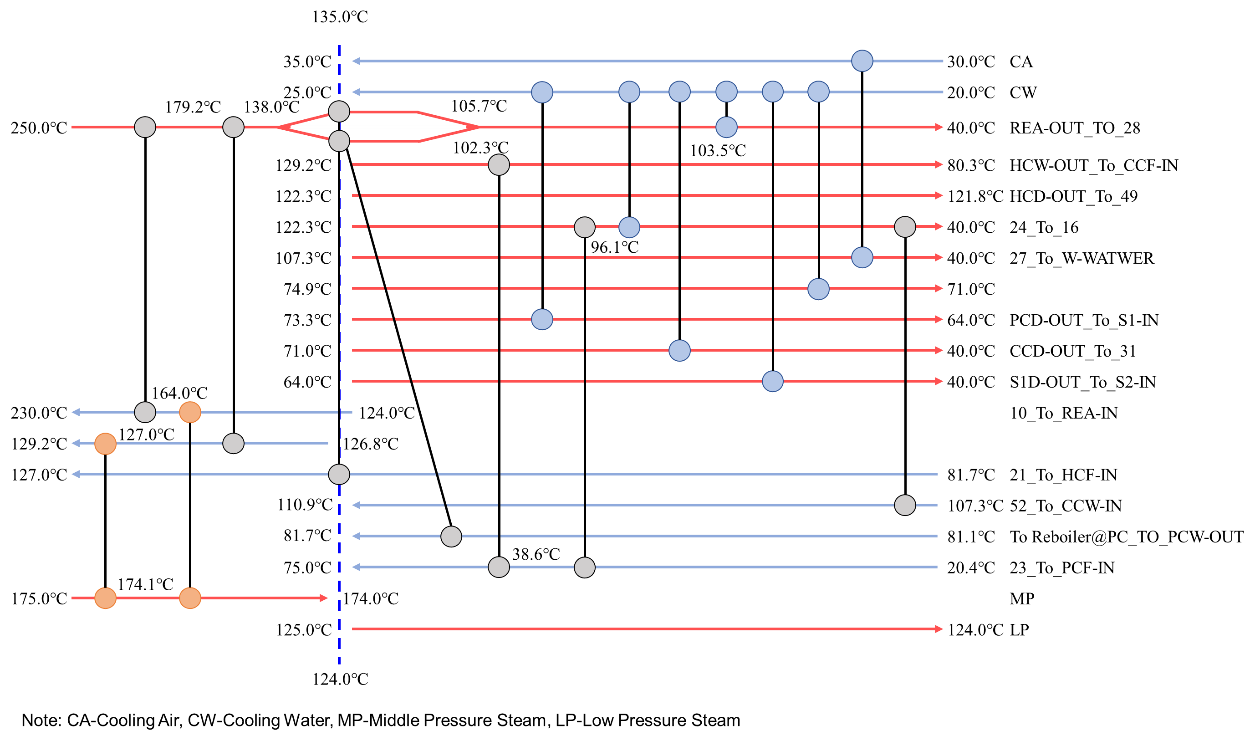 135.0℃
35.0℃ 30.0℃ CA
25.0℃ 20.0℃ CW
179.2℃ 138.0℃ 105.7℃
250.0℃ 40.0℃ REA-OUT_TO_28
102.3℃ 103.5℃
129.2℃ 80.3℃ HCW-OUT_To_CCF-IN
122.3℃ 121.8℃ HCD-OUT_To_49
122.3℃ 40.0℃ 24_To_16
96.1℃
107.3℃ 40.0℃ 27_To_W-WATWER
74.9℃ 71.0℃
73.3℃ 64.0℃ PCD-OUT_To_S1-IN
71.0℃ 40.0℃ CCD-OUT_To_31
64.0℃ 40.0℃ S1D-OUT_To_S2-IN
164.0℃
230.0℃ 124.0℃ 10_To_REA-IN
127.0℃
129.2℃ 126.8℃
127.0℃ 81.7℃ 21_To_HCF-IN
110.9℃ 107.3℃ 52_To_CCW-IN
81.7℃ 81.1℃ To Reboiler@PC_TO_PCW-OUT
38.6℃
75.0℃ 20.4℃ 23_To_PCF-IN
174.1℃
175.0℃ 174.0℃ MP
125.0℃ 124.0℃ LP
124.0℃
Note: CA-Cooling Air, CW-Cooling Water, MP-Middle Pressure Steam, LP-Low Pressure Steam